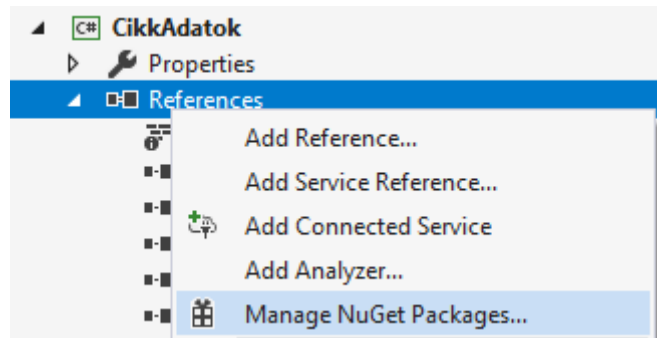 C# CikkAdatok
Properties
References
Add Reference...
Add Service Reference...
Add Connected Service
Add Analyzer...
Manage NuGet Packages...